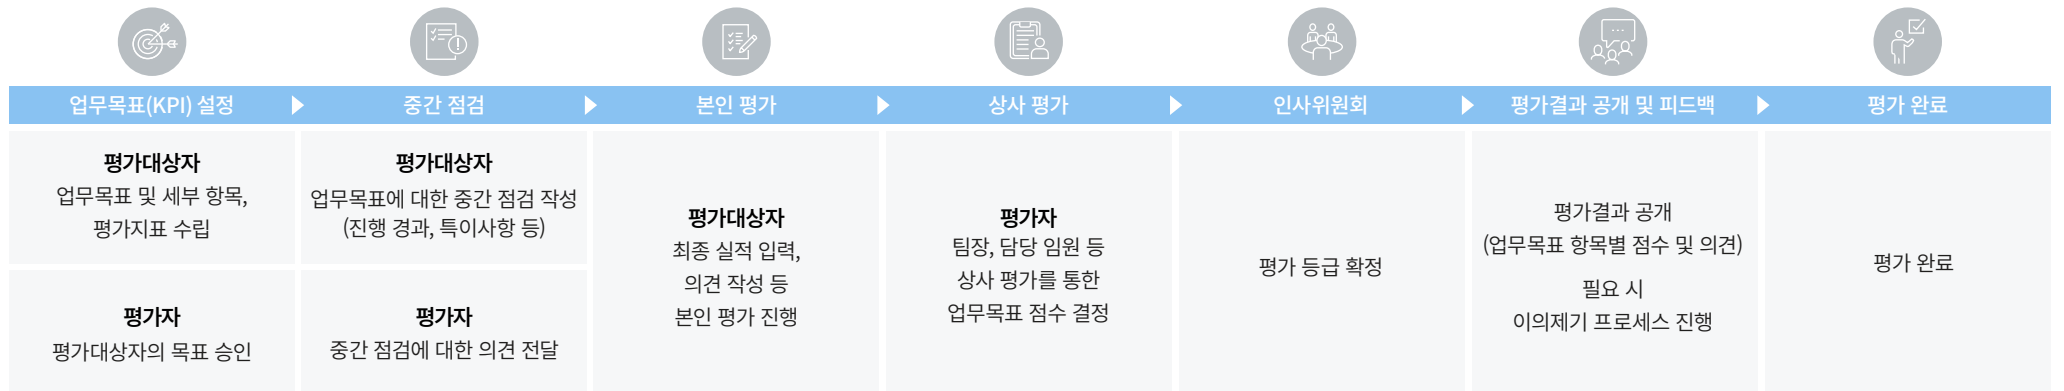 업무목표(KPI) 설정
중간 점검
본인 평가
상사 평가
인사위원회
평가결과 공개 및 피드백
평가 완료
평가대상자
업무목표 및 세부 항목,
평가지표 수립
평가자
평가대상자의 목표 승인
평가대상자
업무목표에 대한 중간 점검 작성
(진행 경과, 특이사항 등)
평가자
중간 점검에 대한 의견 전달
평가대상자
최종 실적 입력,
의견 작성 등
본인 평가 진행
평가자
팀장, 담당 임원 등
상사 평가를 통한
업무목표 점수 결정
평가 등급 확정
평가결과 공개
(업무목표 항목별 점수 및 의견)
필요 시
이의제기 프로세스 진행
평가 완료